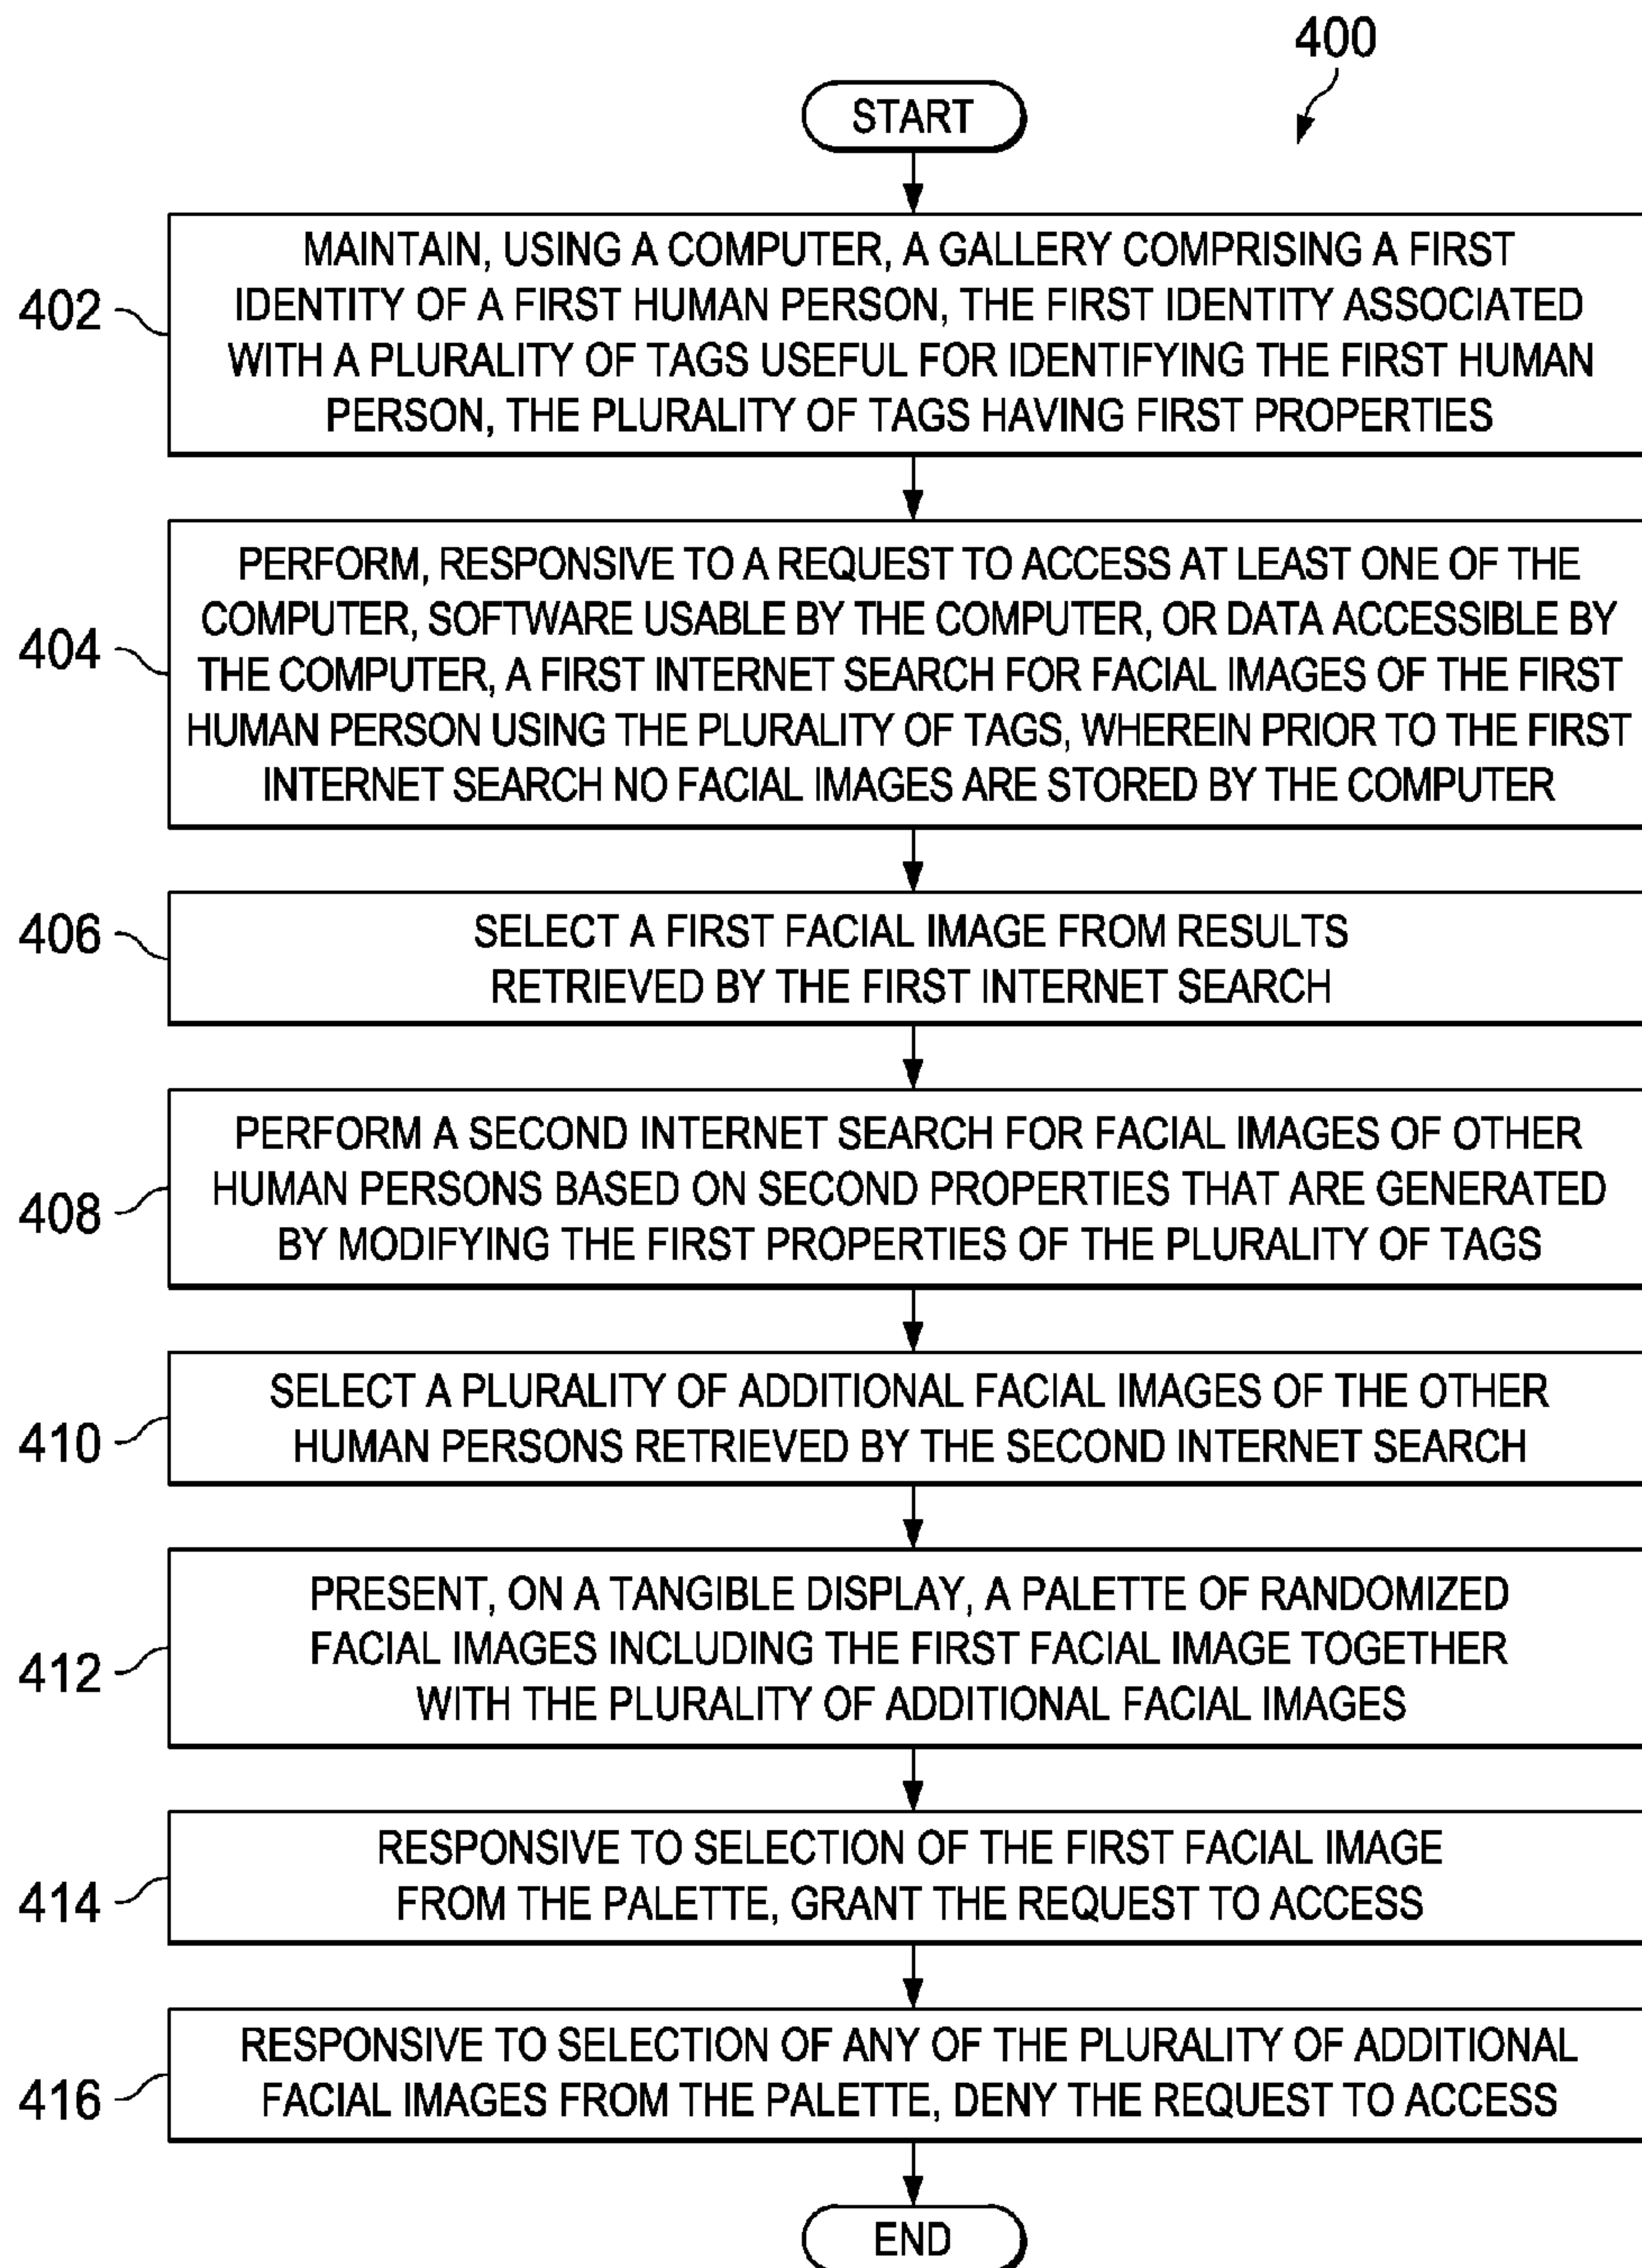 400
START
402
MAINTAIN, USING A COMPUTER, A GALLERY COMPRISING A FIRST
IDENTITY OF A FIRST HUMAN PERSON, THE FIRST IDENTITY ASSOCIATED
WITH A PLURALITY OF TAGS USEFUL FOR IDENTIFYING THE FIRST HUMAN
PERSON, THE PLURALITY OF TAGS HAVING FIRST PROPERTIES
404
PERFORM, RESPONSIVE TO A REQUEST TO ACCESS AT LEAST ONE OF THE
COMPUTER, SOFTWARE USABLE BY THE COMPUTER, OR DATA ACCESSIBLE BY
THE COMPUTER, A FIRST INTERNET SEARCH FOR FACIAL IMAGES OF THE FIRST
HUMAN PERSON USING THE PLURALITY OF TAGS, WHEREIN PRIOR TO THE FIRST
INTERNET SEARCH NO FACIAL IMAGES ARE STORED BY THE COMPUTER
406
SELECT A FIRST FACIAL IMAGE FROM RESULTS
RETRIEVED BY THE FIRST INTERNET SEARCH
408
PERFORM A SECOND INTERNET SEARCH FOR FACIAL IMAGES OF OTHER
HUMAN PERSONS BASED ON SECOND PROPERTIES THAT ARE GENERATED
BY MODIFYING THE FIRST PROPERTIES OF THE PLURALITY OF TAGS
410
SELECT A PLURALITY OF ADDITIONAL FACIAL IMAGES OF THE OTHER
HUMAN PERSONS RETRIEVED BY THE SECOND INTERNET SEARCH
412
PRESENT, ON A TANGIBLE DISPLAY, A PALETTE OF RANDOMIZED
FACIAL IMAGES INCLUDING THE FIRST FACIAL IMAGE TOGETHER
WITH THE PLURALITY OF ADDITIONAL FACIAL IMAGES
414
RESPONSIVE TO SELECTION OF THE FIRST FACIAL IMAGE
FROM THE PALETTE, GRANT THE REQUEST TO ACCESS
416
RESPONSIVE TO SELECTION OF ANY OF THE PLURALITY OF ADDITIONAL
FACIAL IMAGES FROM THE PALETTE, DENY THE REQUEST TO ACCESS
END